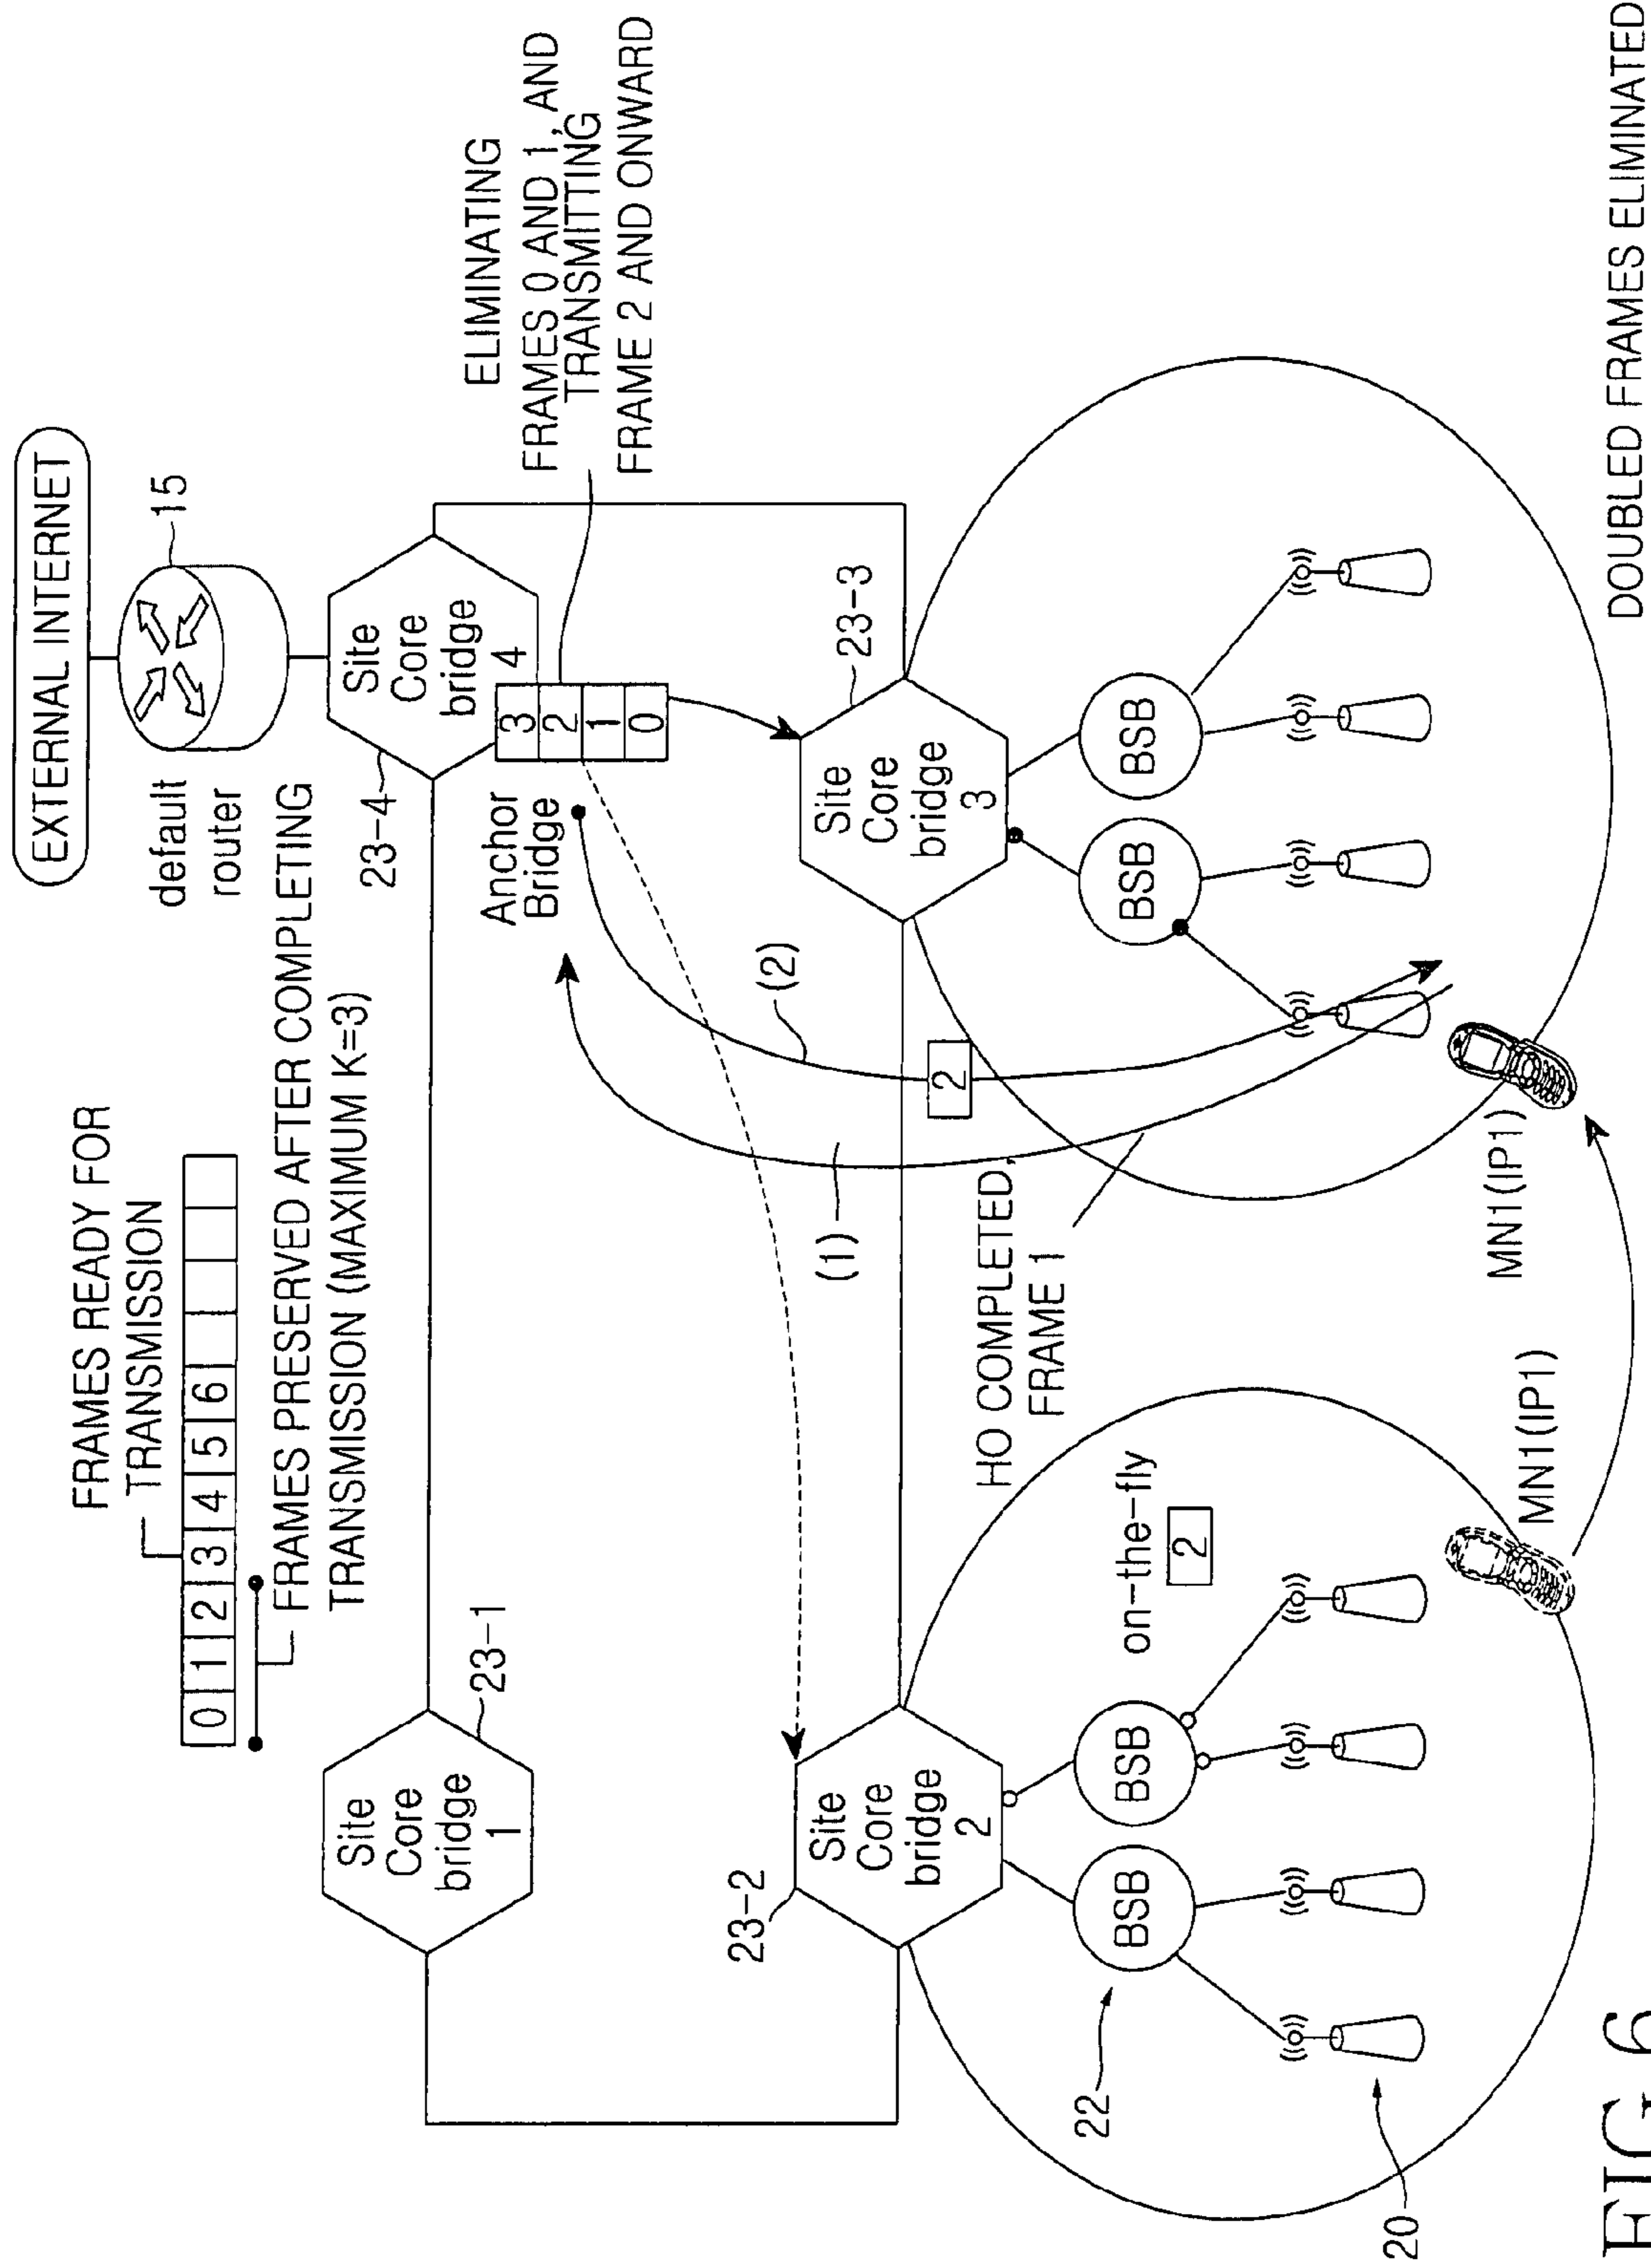 EXTERNAL INTERNET
default
router
15
FRAMES READY FOR
TRANSMISSION
0 1 2 3 4 5 6
FRAMES PRESERVED AFTER COMPLETING
TRANSMISSION (MAXIMUM K=3)
Site
Core
bridge
1
23-1
Site
Core
bridge
4
23-4
Anchor
Bridge
3
2
1
0
ELIMINATING
FRAMES 0 AND 1, AND
TRANSMITTING
FRAME 2 AND ONWARD
Site
Core
bridge
2
23-2
Site
Core
bridge
3
23-3
(1)
(2)
2
HO COMPLETED,
FRAME 1
BSB
BSB
BSB
BSB
on-the-fly
2
22
20
MN1(IP1)
MN1(IP1)
DOUBLED FRAMES ELIMINATED
FIG 6